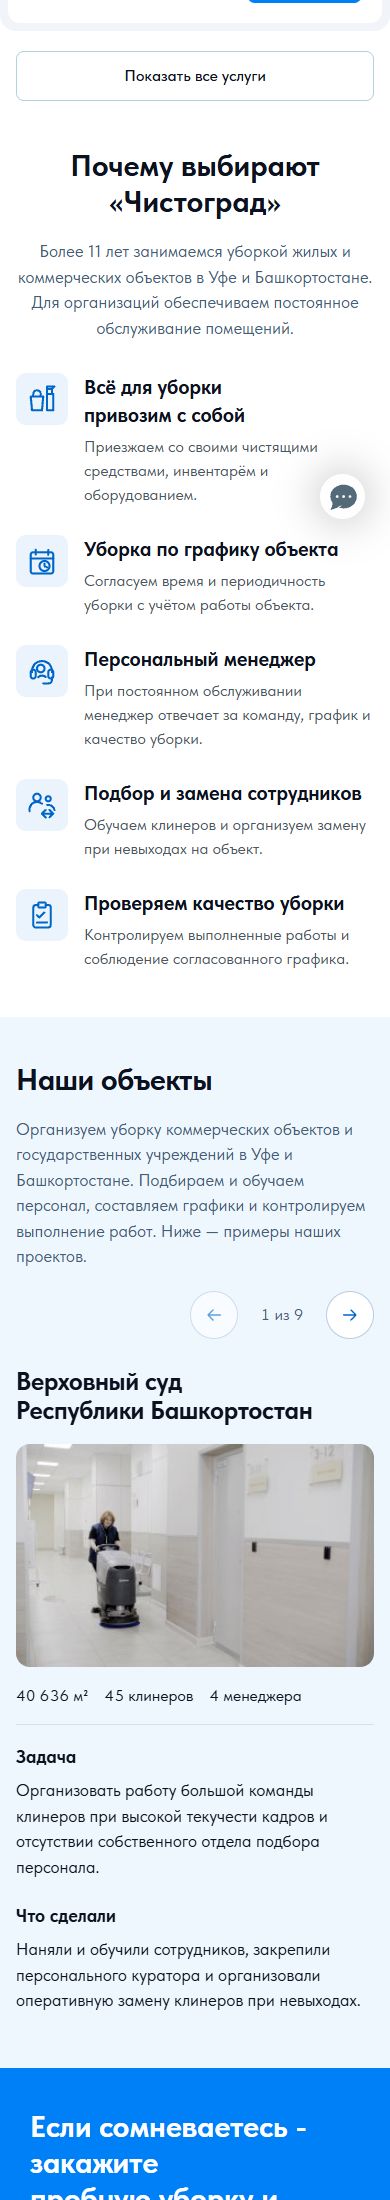 Показать все услуги
Почему выбирают
«Чистоград»
Более 11 лет занимаемся уборкой жилых и
коммерческих объектов в Уфе и Башкортостане.
Для организаций обеспечиваем постоянное
обслуживание помещений.
Всё для уборки
привозим с собой
Приезжаем со своими чистящими
средствами, инвентарём и
оборудованием.
Уборка по графику объекта
Согласуем время и периодичность
уборки с учётом работы объекта.
Персональный менеджер
При постоянном обслуживании
менеджер отвечает за команду, график и
качество уборки.
Подбор и замена сотрудников
Обучаем клинеров и организуем замену
при невыходах на объект.
Проверяем качество уборки
Контролируем выполненные работы и
соблюдение согласованного графика.
Наши объекты
Организуем уборку коммерческих объектов и
государственных учреждений в Уфе и
Башкортостане. Подбираем и обучаем
персонал, составляем графики и контролируем
выполнение работ. Ниже — примеры наших
проектов.
1 из 9
Верховный суд
Республики Башкортостан
40 636 м² 45 клинеров 4 менеджера
Задача
Организовать работу большой команды
клинеров при высокой текучести кадров и
отсутствии собственного отдела подбора
персонала.
Что сделали
Наняли и обучили сотрудников, закрепили
персонального куратора и организовали
оперативную замену клинеров при невыходах.
Если сомневаетесь -
закажите
пробную уборку и